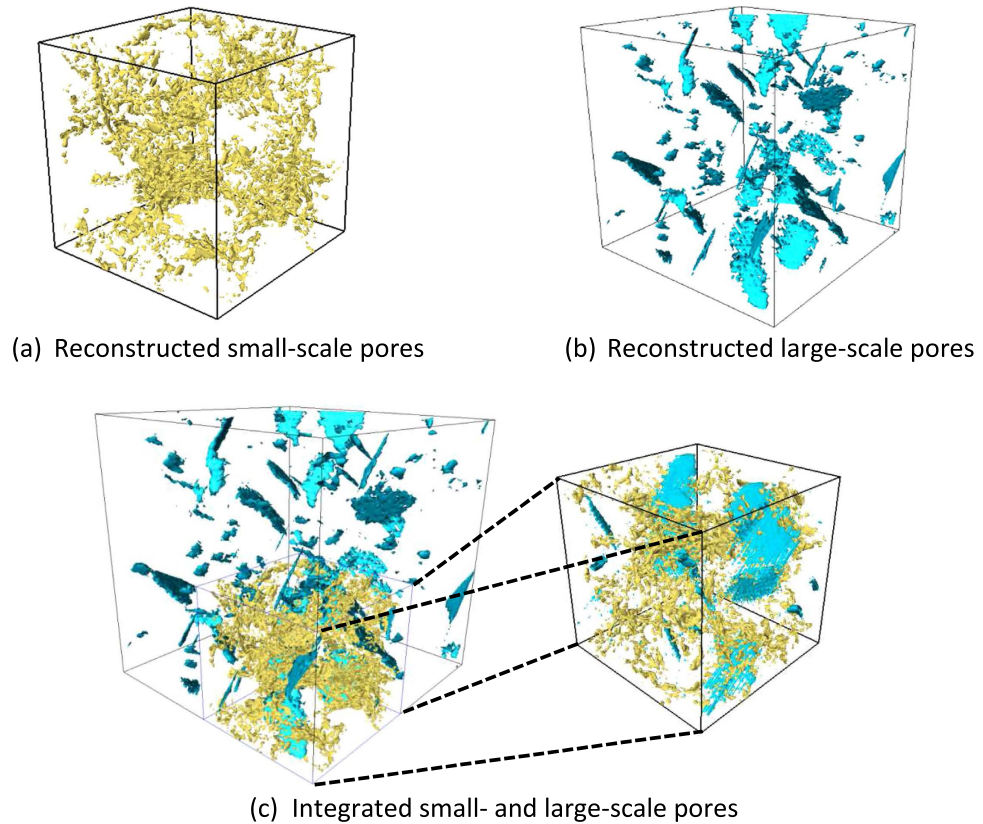 (a) Reconstructed small-scale pores
(b) Reconstructed large-scale pores
(c) Integrated small- and large-scale pores